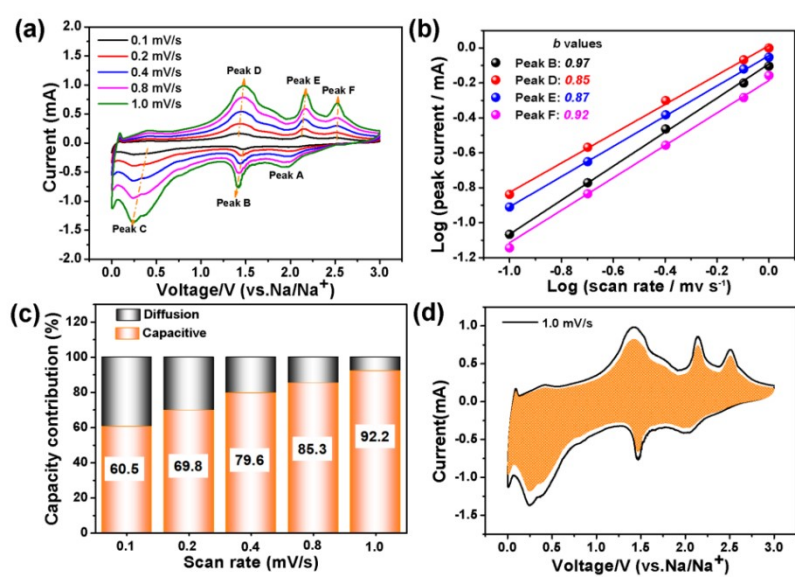 (a)
0.1 mV/s
0.2 mV/s
0.4 mV/s
0.8 mV/s
1.0 mV/s
Peak D
Peak E
Peak F
Peak A
Peak B
Peak C
2.0
1.5
1.0
0.5
0.0
-0.5
-1.0
-1.5
-2.0
Current (mA)
0.0 0.5 1.0 1.5 2.0 2.5 3.0
Voltage/V (vs.Na/Na⁺)
(b)
b values
Peak B: 0.97
Peak D: 0.85
Peak E: 0.87
Peak F: 0.92
0.0
-0.2
-0.4
-0.6
-0.8
-1.0
-1.2
Log (peak current / mA)
-1.0 -0.8 -0.6 -0.4 -0.2 0.0
Log (scan rate / mv s⁻¹)
(c)
Diffusion
Capacitive
120
100
80
60
40
20
0
Capacity contribution (%)
60.5
69.8
79.6
85.3
92.2
0.1 0.2 0.4 0.8 1.0
Scan rate (mV/s)
(d)
1.0 mV/s
1.0
0.5
0.0
-0.5
-1.0
-1.5
Current(mA)
0.0 0.5 1.0 1.5 2.0 2.5 3.0
Voltage/V (vs.Na/Na⁺)